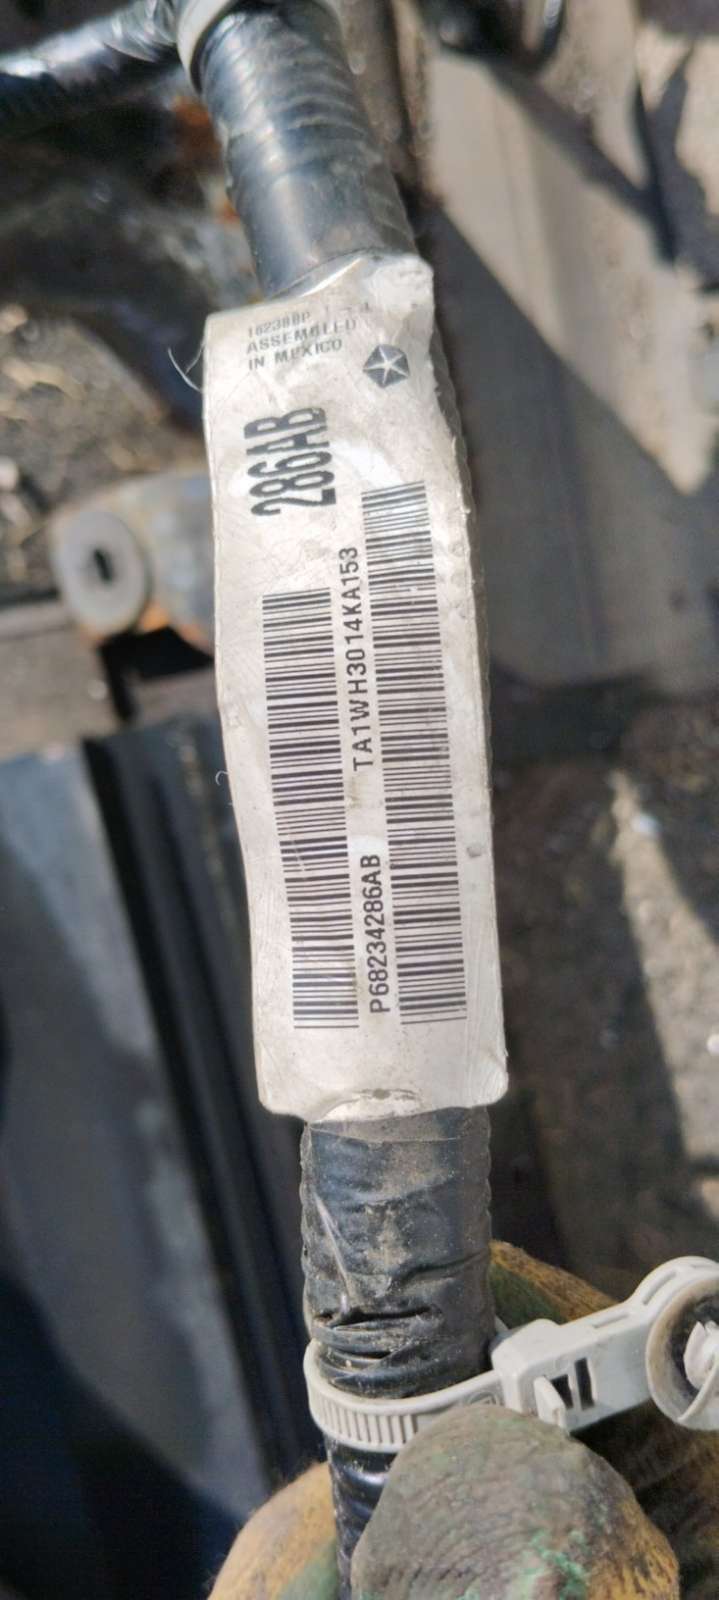 ASSEMBLED
IN MEXICO
286AB
TA1WH3014KA153
P68234286AB